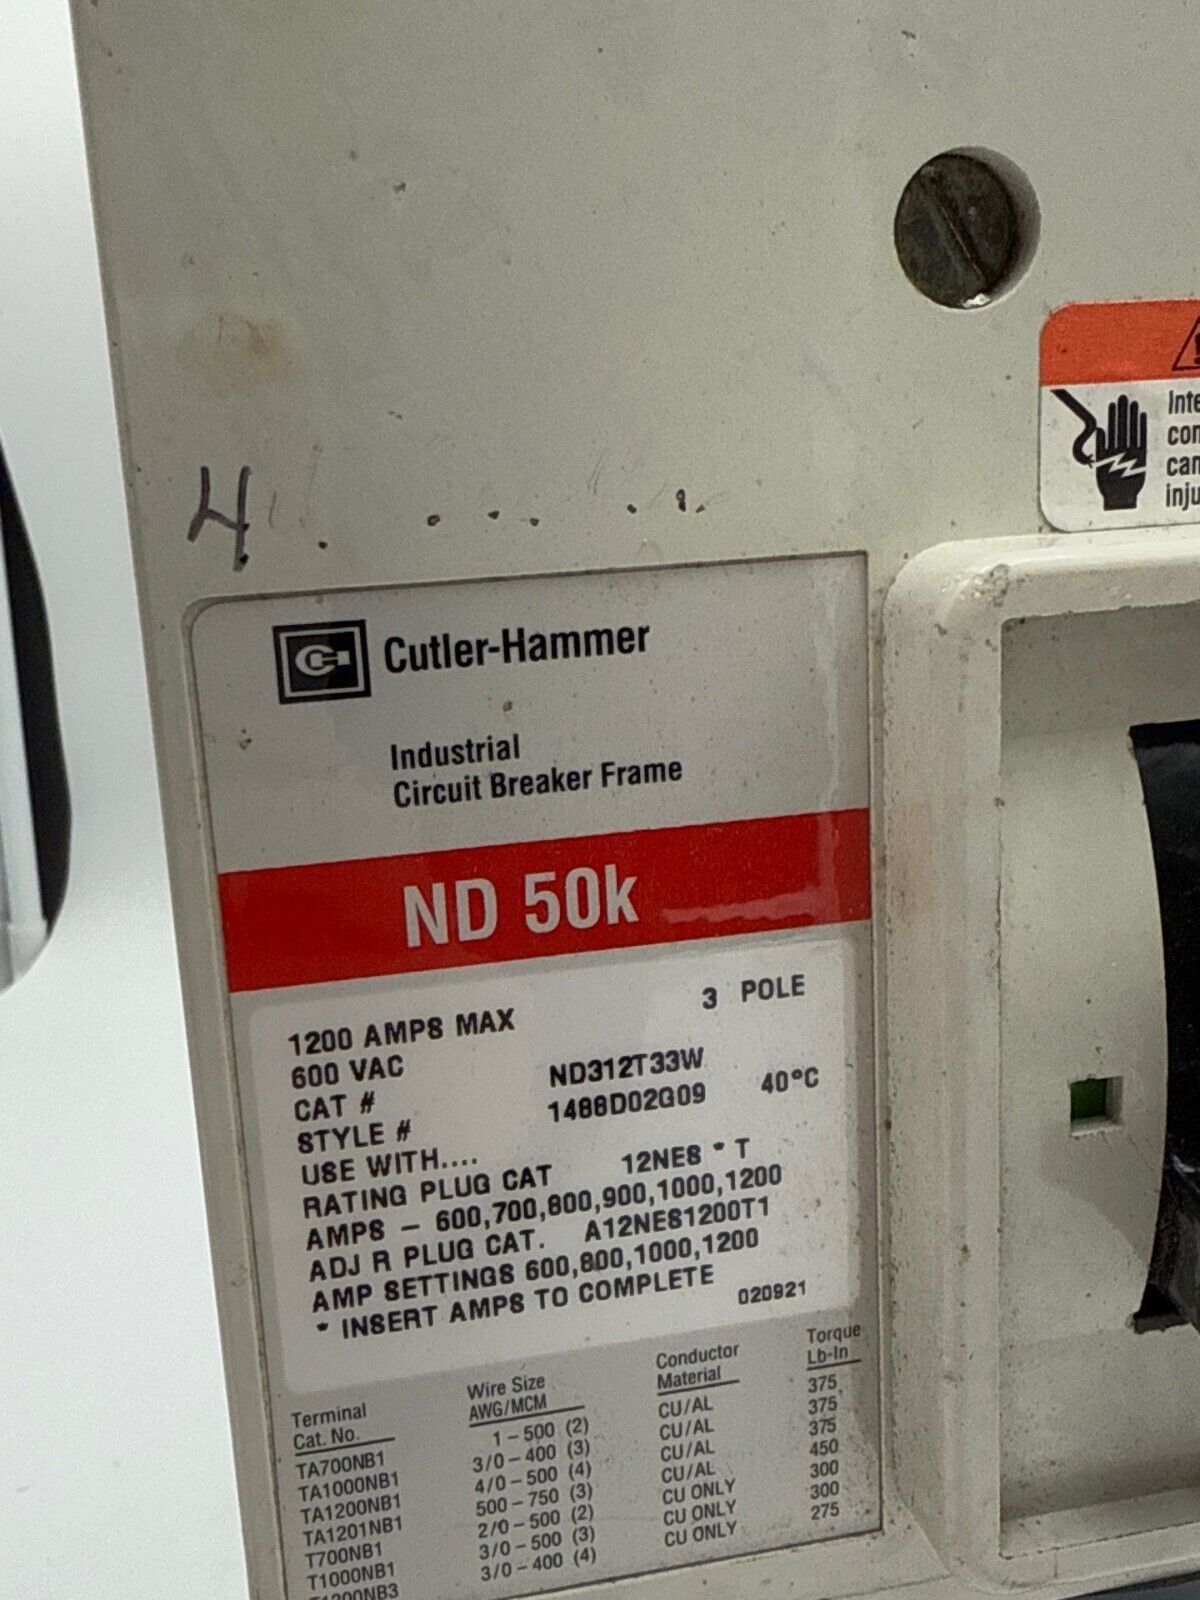 4
Inte
con
can
inju
CH Cutler-Hammer
Industrial
Circuit Breaker Frame
ND 50k
1200 AMPS MAX 3 POLE
600 VAC
CAT # ND312T33W
STYLE # 1488D02G09 40°C
USE WITH....
RATING PLUG CAT 12NES * T
AMPS - 600,700,800,900,1000,1200
ADJ R PLUG CAT. A12NES1200T1
AMP SETTINGS 600,800,1000,1200
* INSERT AMPS TO COMPLETE 020921
Terminal Cat. No. Wire Size AWG/MCM Conductor Material Torque Lb-In
TA700NB1 1-500 (2) CU/AL 375
TA1000NB1 3/0-400 (3) CU/AL 375
TA1200NB1 4/0-500 (4) CU/AL 375
TA1201NB1 500-750 (3) CU/AL 450
T700NB1 2/0-500 (2) CU ONLY 300
T1000NB1 3/0-500 (3) CU ONLY 300
T1200NB3 3/0-400 (4) CU ONLY 275